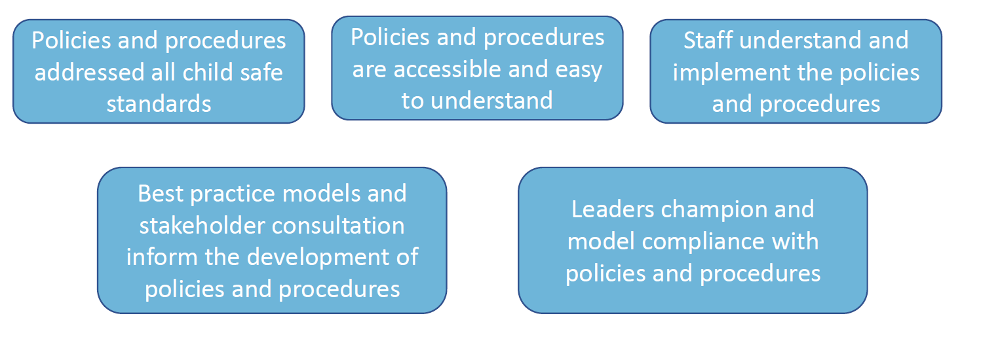 Policies and procedures
addressed all child safe
standards
Policies and procedures
are accessible and easy
to understand
Staff understand and
implement the policies
and procedures
Best practice models and
stakeholder consultation
inform the development of
policies and procedures
Leaders champion and
model compliance with
policies and procedures